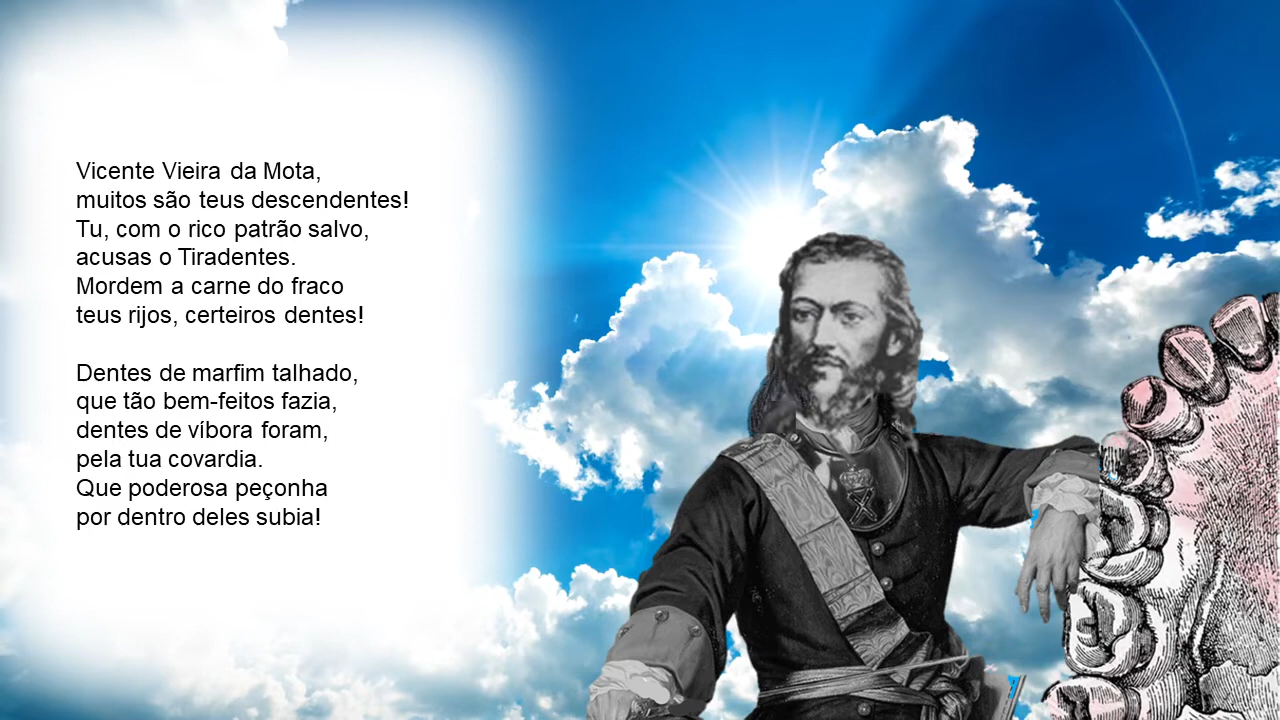 Vicente Vieira da Mota,
muitos são teus descendentes!
Tu, com o rico patrão salvo,
acusas o Tiradentes.
Mordem a carne do fraco
teus rijos, certeiros dentes!
Dentes de marfim talhado,
que tão bem-feitos fazia,
dentes de víbora foram,
pela tua covardia.
Que poderosa peçonha
por dentro deles subia!